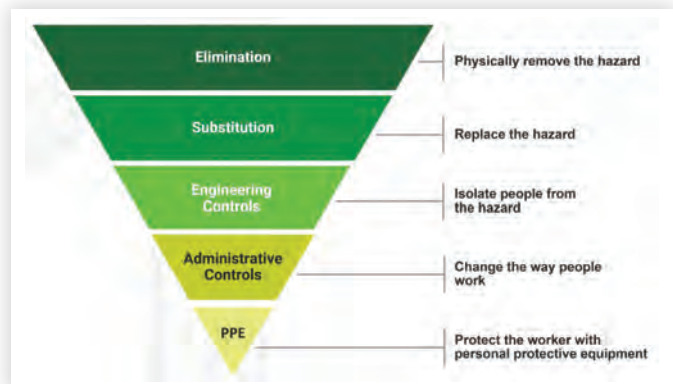 Elimination
Physically remove the hazard
Substitution
Replace the hazard
Engineering
Controls
Isolate people from
the hazard
Administrative
Controls
Change the way people
work
PPE
Protect the worker with
personal protective equipment